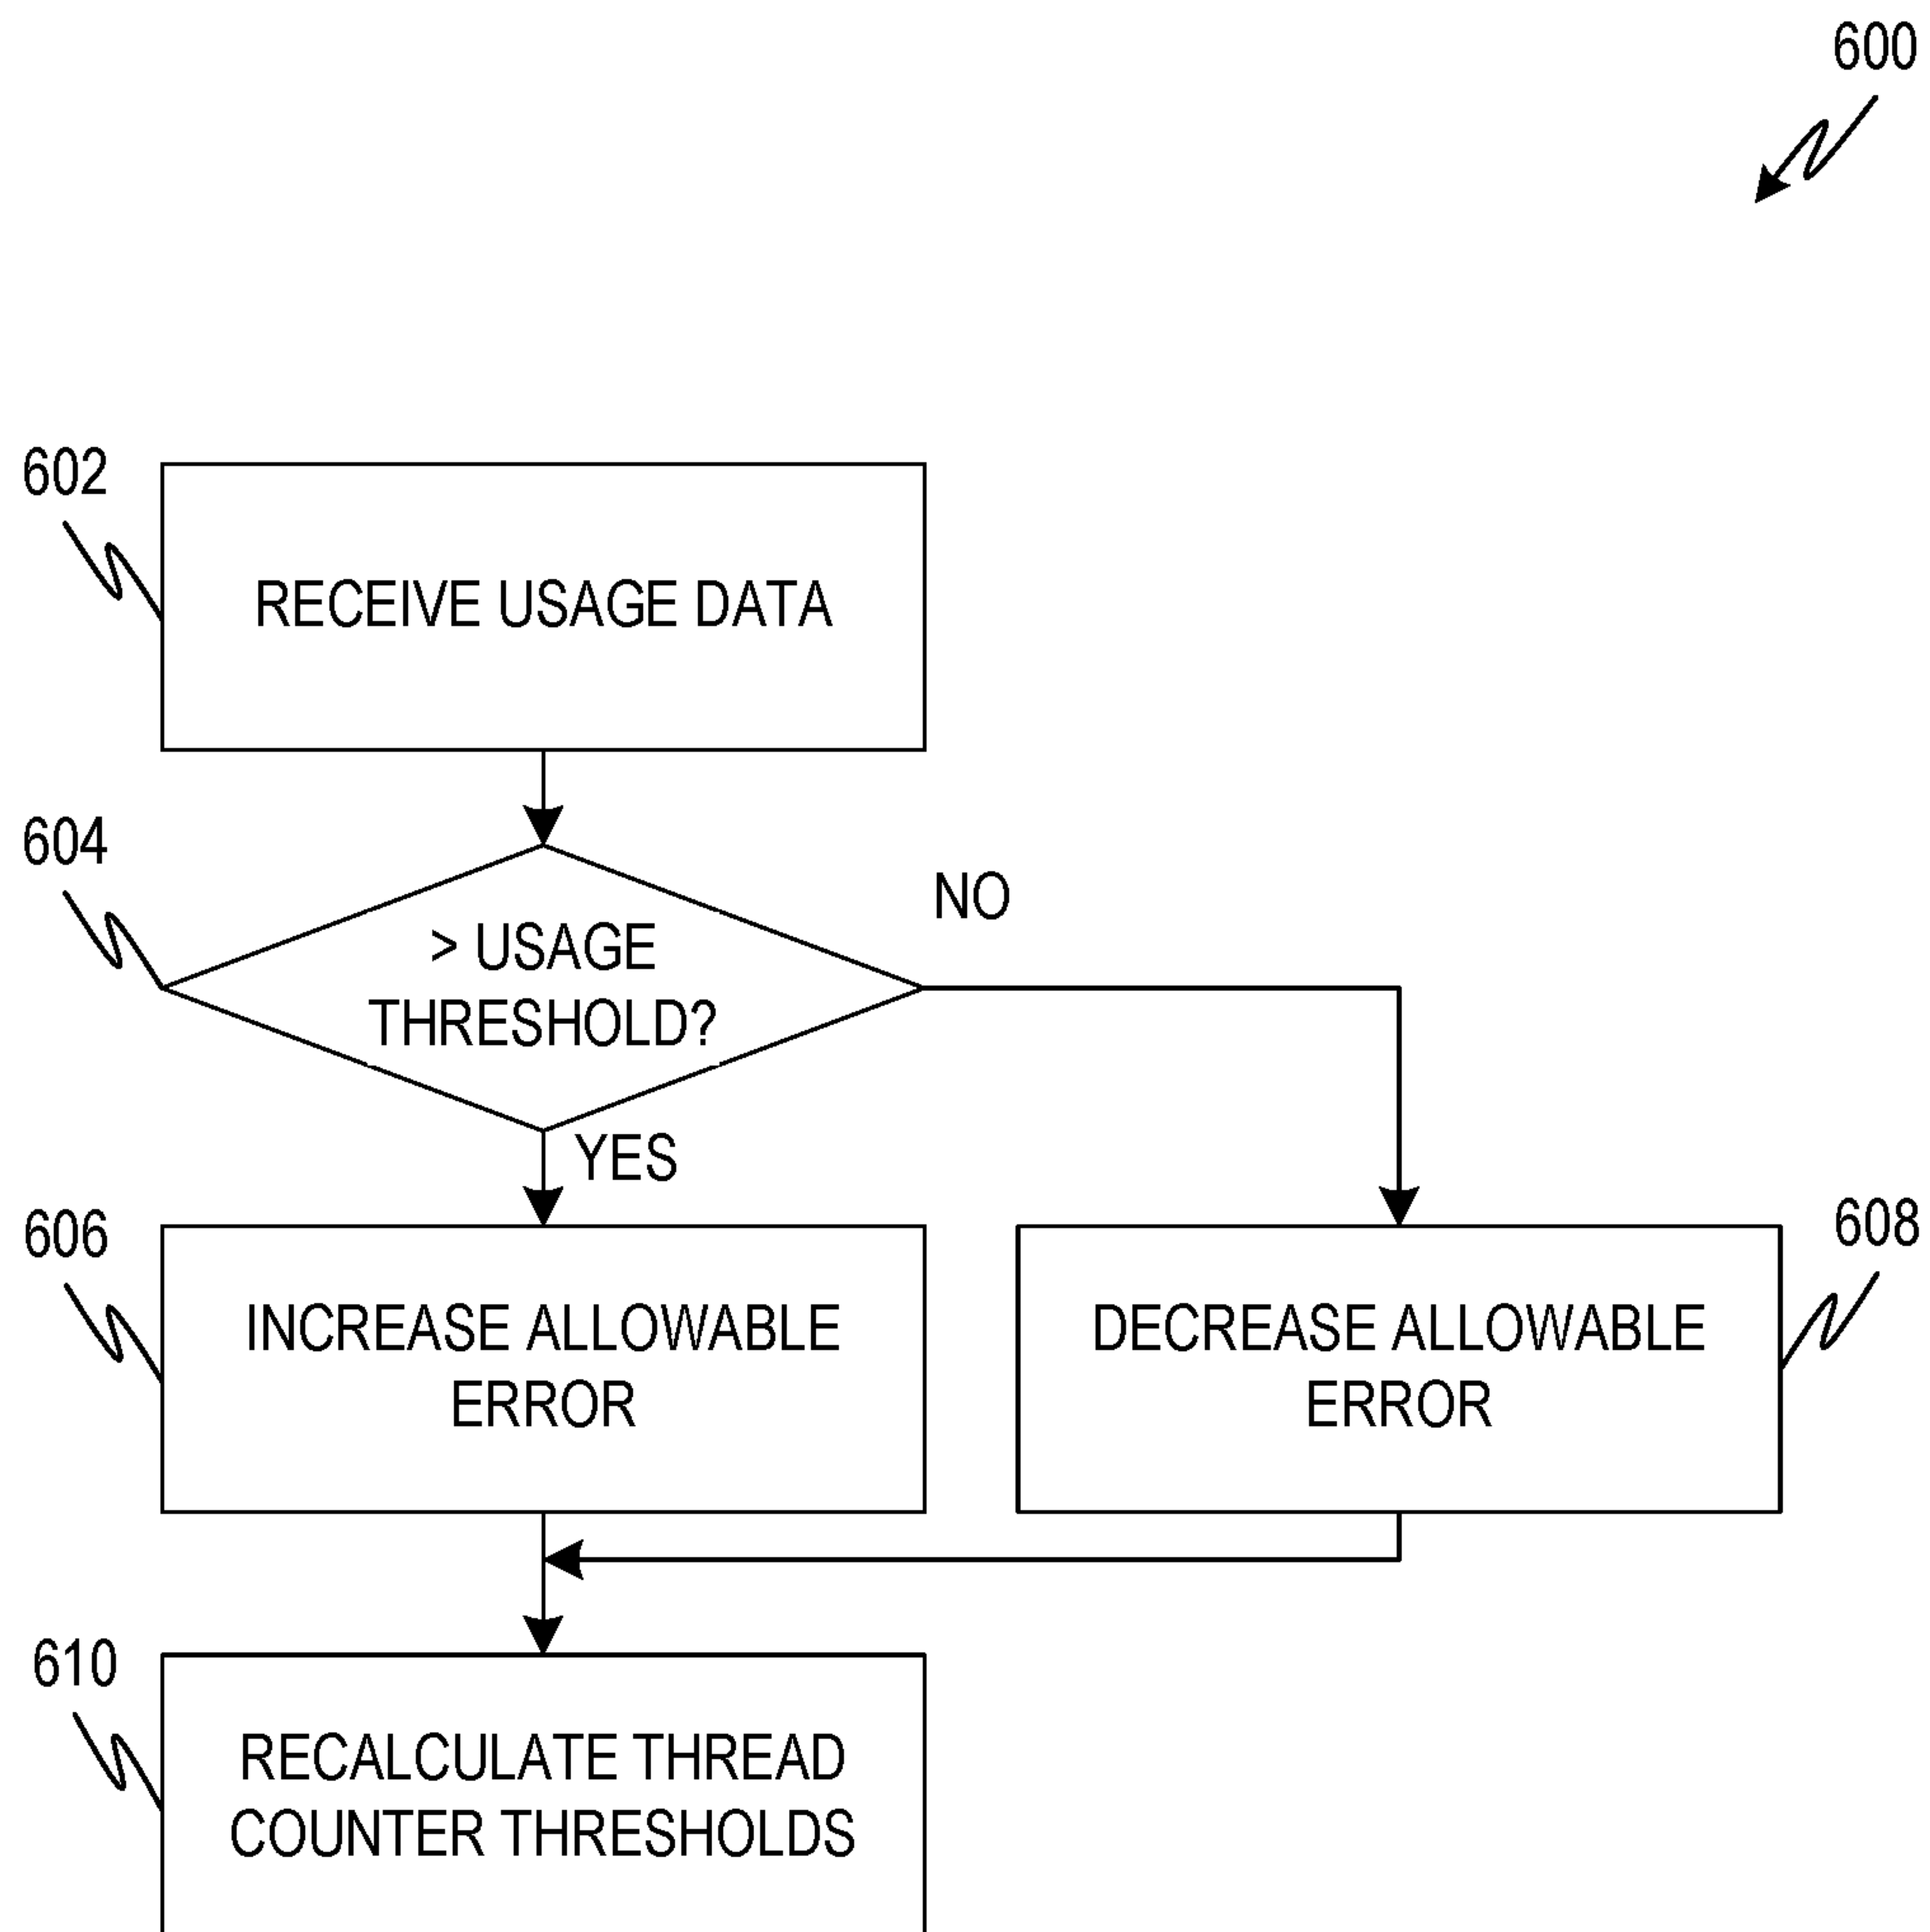 600
602
RECEIVE USAGE DATA
604
> USAGE
THRESHOLD?
NO
YES
606
INCREASE ALLOWABLE
ERROR
608
DECREASE ALLOWABLE
ERROR
610
RECALCULATE THREAD
COUNTER THRESHOLDS